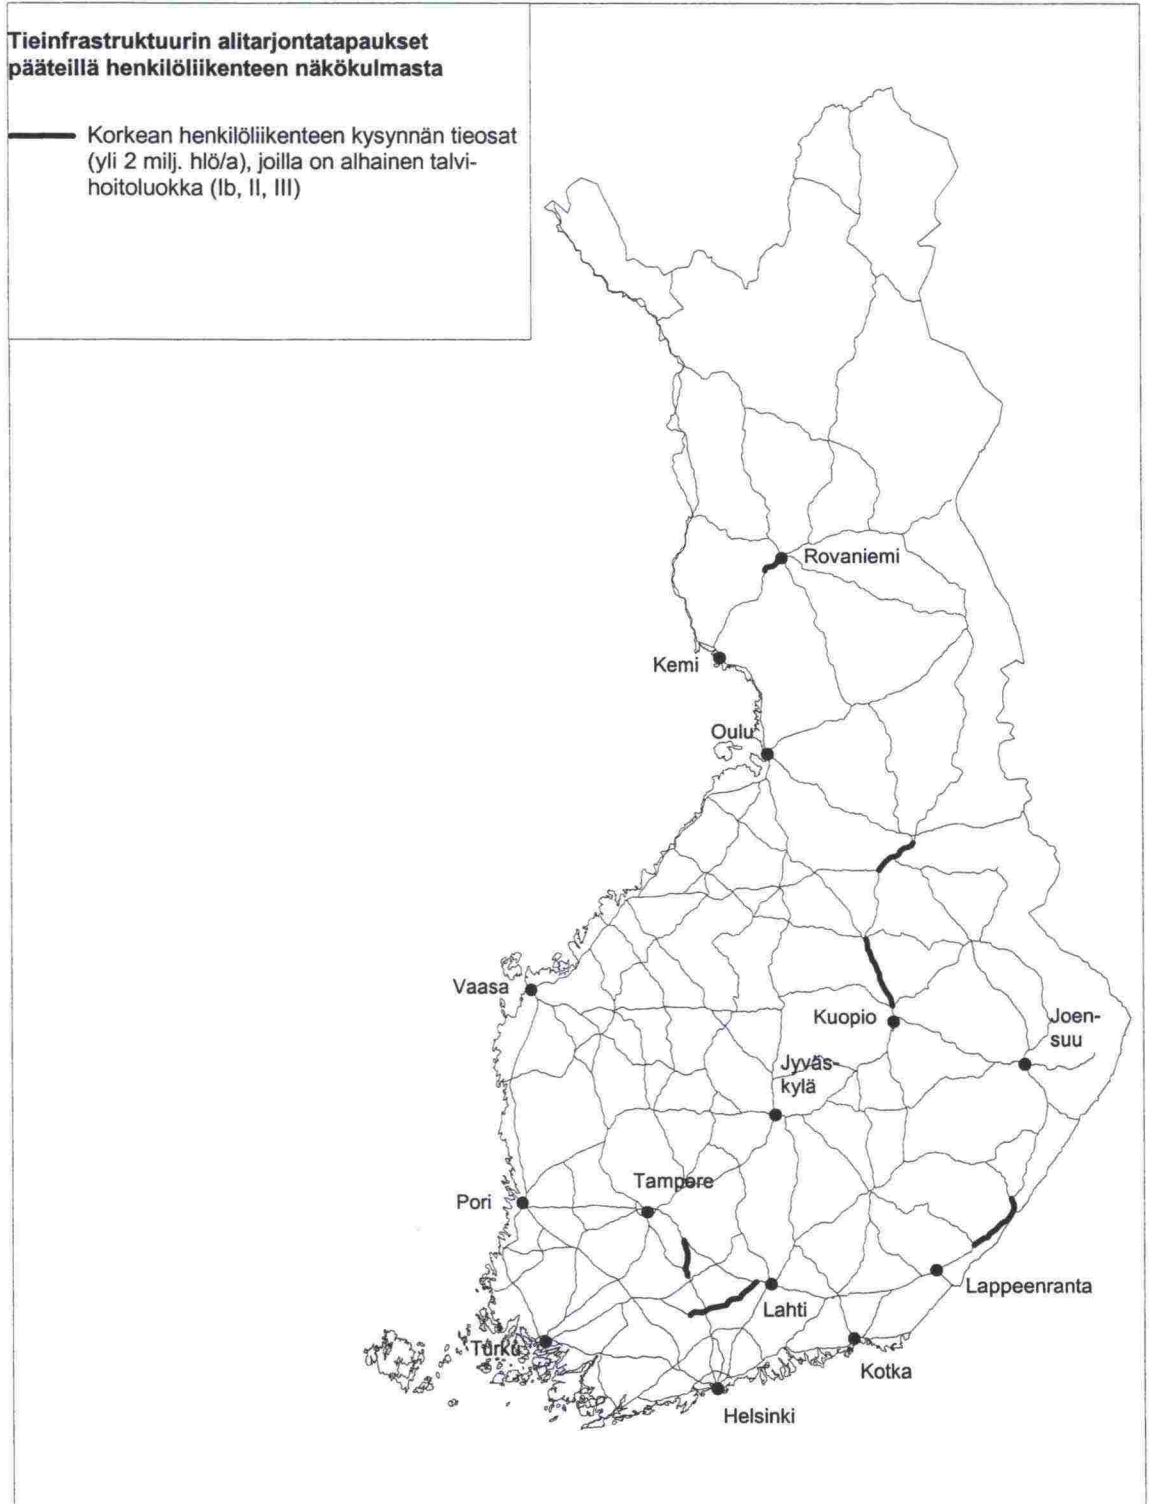 Tieinfrastruktuurin alitarjontatapaukset
pääteillä henkilöliikenteen näkökulmasta
Korkean henkilöliikenteen kysynnän tieosat
(yli 2 milj. hlö/a), joilla on alhainen talvi-
hoitoluokka (Ib, II, III)
Rovaniemi
Kemi
Oulu
Vaasa
Kuopio
Joen-
suu
Jyväs-
kylä
Tampere
Pori
Lappeenranta
Lahti
Turku
Kotka
Helsinki